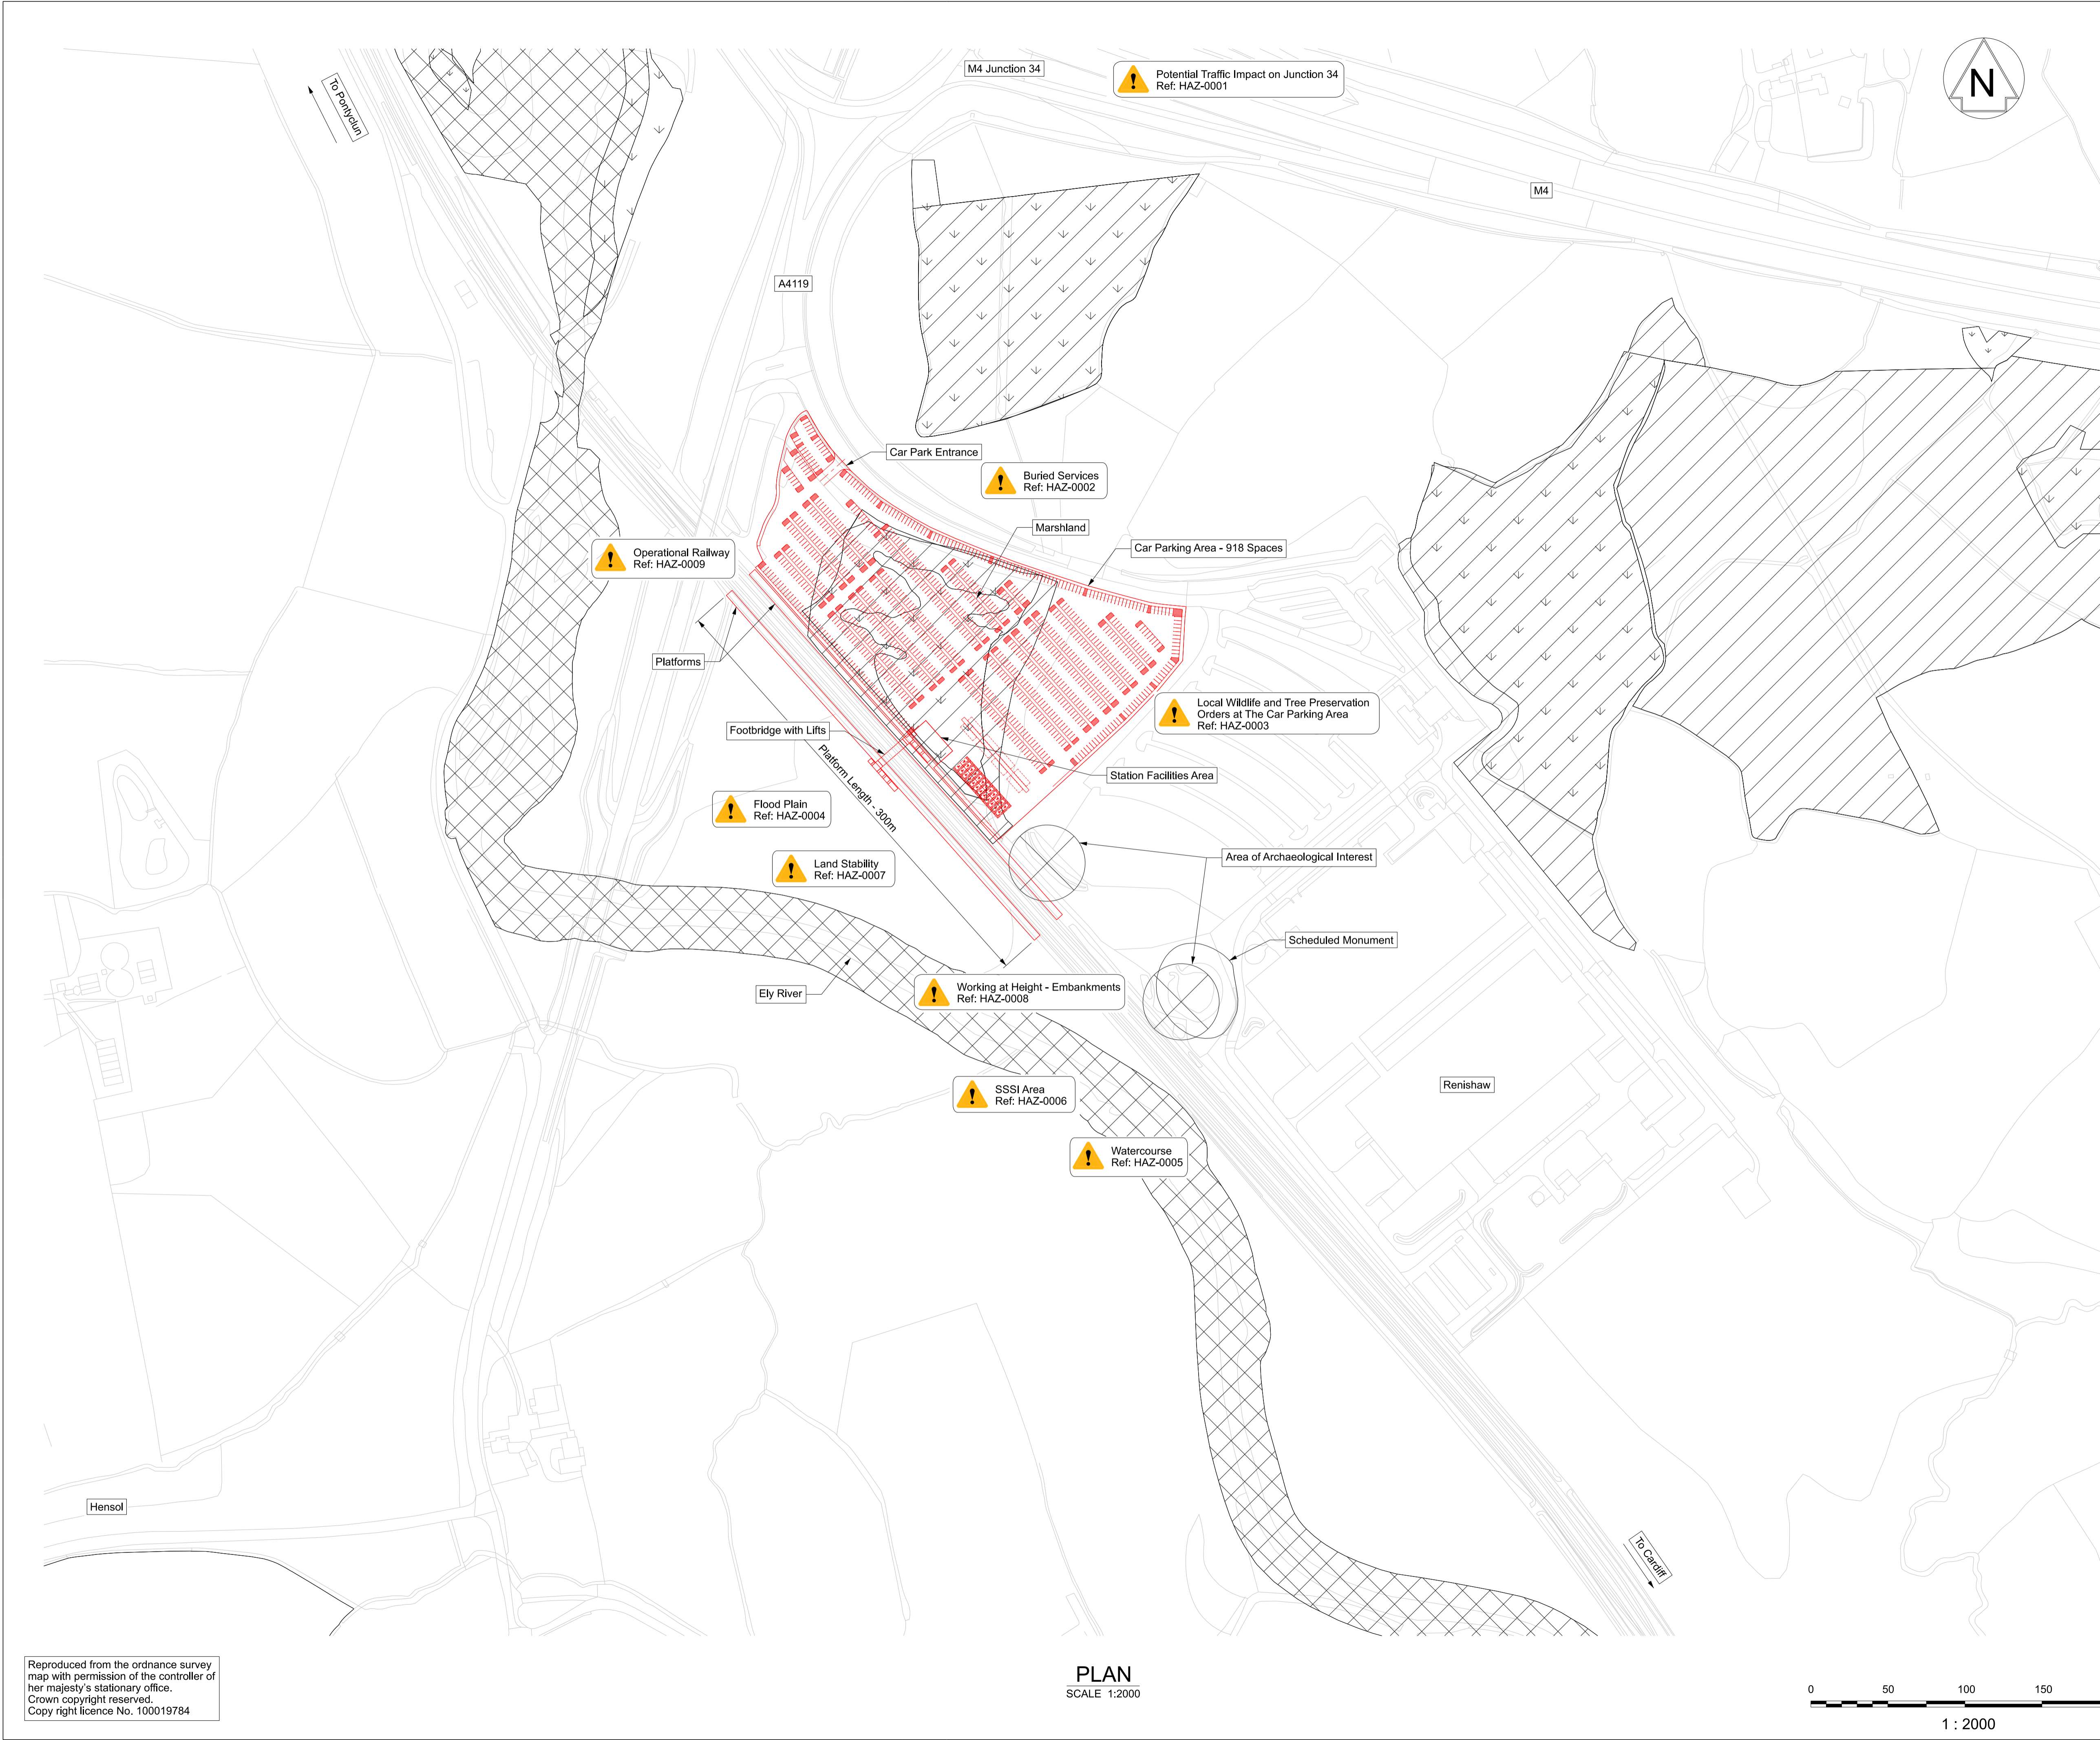 To Pontyclun
M4 Junction 34
Potential Traffic Impact on Junction 34
Ref: HAZ-0001
N
M4
A4119
Car Park Entrance
Buried Services
Ref: HAZ-0002
Marshland
Car Parking Area - 918 Spaces
Operational Railway
Ref: HAZ-0009
Platforms
Local Wildlife and Tree Preservation
Orders at The Car Parking Area
Ref: HAZ-0003
Footbridge with Lifts
Platform Length - 300m
Station Facilities Area
Flood Plain
Ref: HAZ-0004
Land Stability
Ref: HAZ-0007
Area of Archaeological Interest
Scheduled Monument
Ely River
Working at Height - Embankments
Ref: HAZ-0008
SSSI Area
Ref: HAZ-0006
Renishaw
Watercourse
Ref: HAZ-0005
Hensol
To Cardiff
Reproduced from the ordnance survey
map with permission of the controller of
her majesty's stationary office.
Crown copyright reserved.
Copy right licence No. 100019784
PLAN
SCALE 1:2000
0 50 100 150
1 : 2000